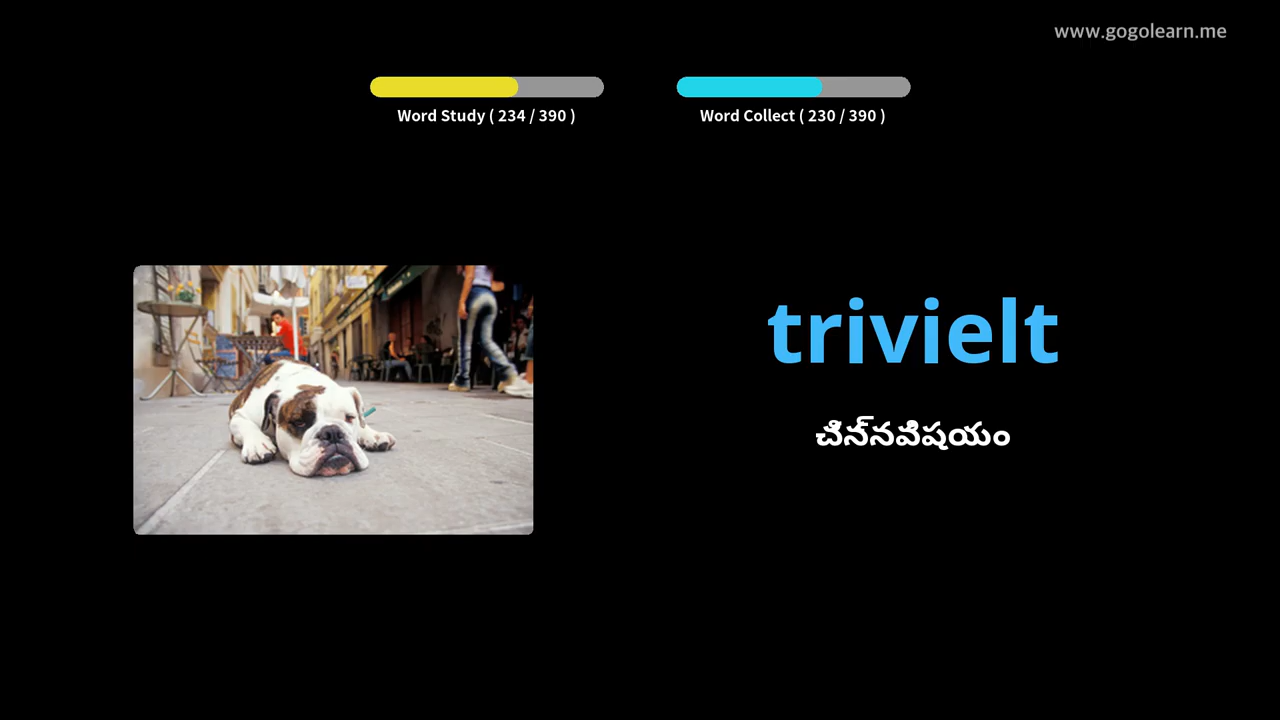 www.gogolearn.me
Word Study ( 234 / 390 )
Word Collect ( 230 / 390 )
trivielt
చిన్‌నవిషయం